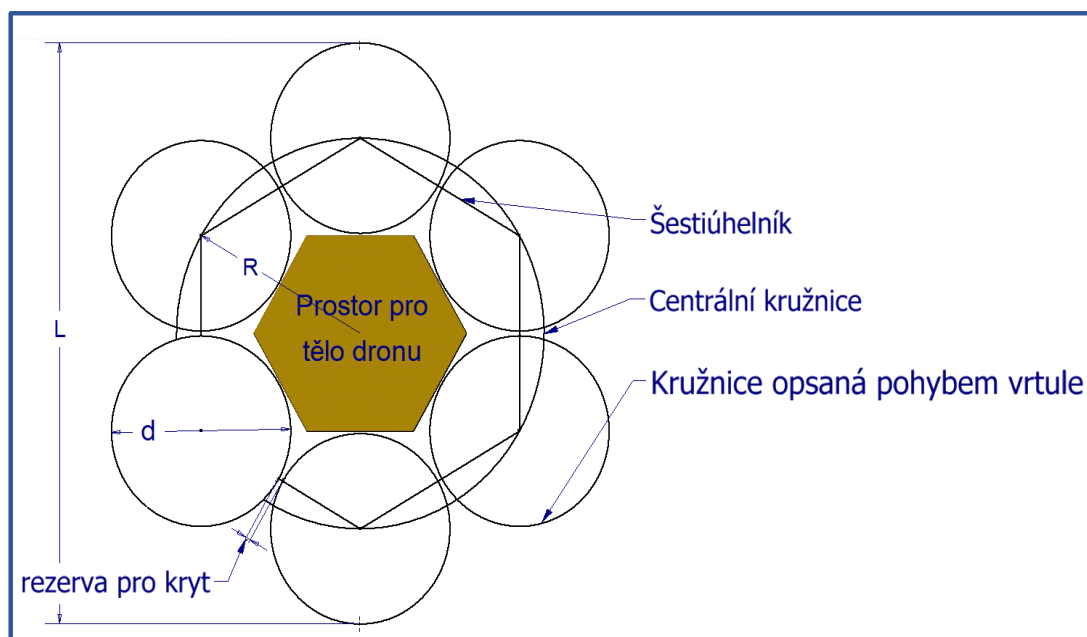 Šestiúhelník
R
Prostor pro
Centrální kružnice
L
tělo dronu
Kružnice opsaná pohybem vrtule
d
rezerva pro kryt